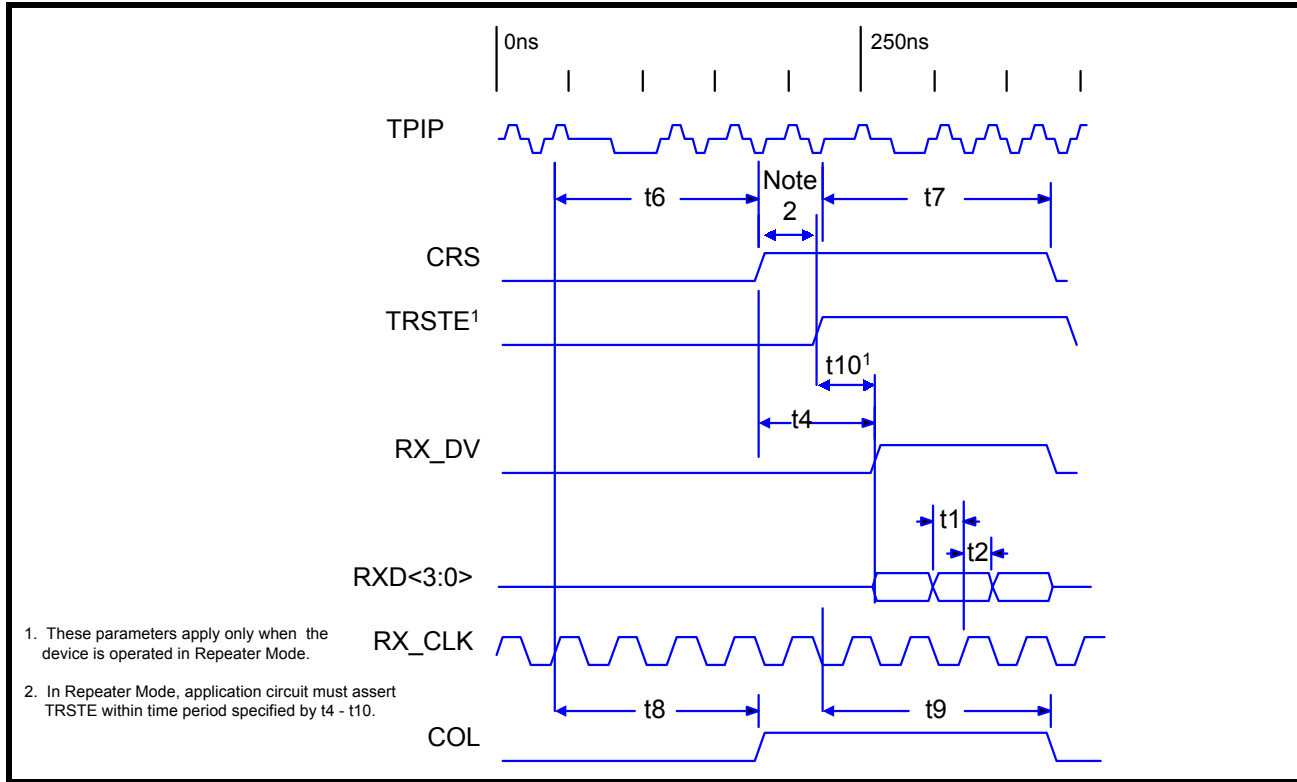 0ns
250ns
TPIP
t6
Note
2
t7
CRS
TRSTE¹
t10¹
t4
RX_DV
t1
t2
RXD<3:0>
RX_CLK
1. These parameters apply only when the
device is operated in Repeater Mode.
2. In Repeater Mode, application circuit must assert
TRSTE within time period specified by t4 - t10.
t8
t9
COL